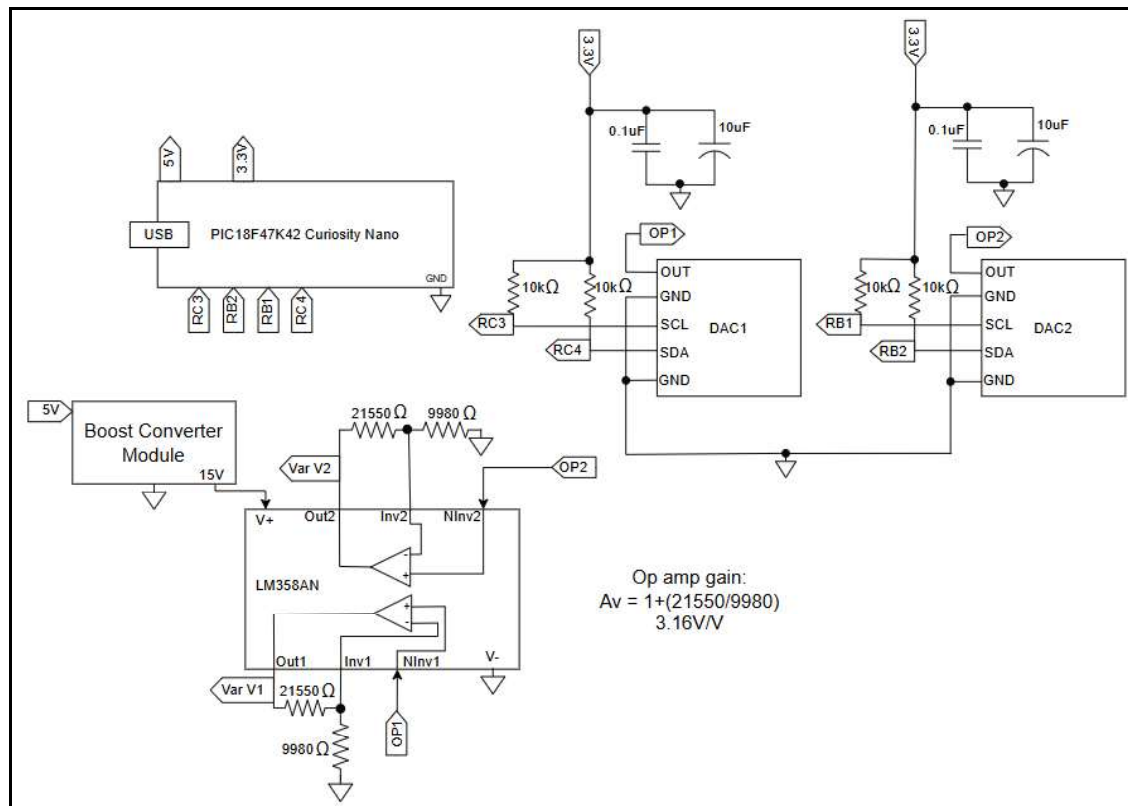 3.3V
3.3V
0.1uF
10uF
0.1uF
10uF
5V
3.3V
USB
PIC18F47K42 Curiosity Nano
GND
RC3
RB2
RB1
RC4
OP1
OUT
GND
SCL
SDA
GND
DAC1
10kΩ
10kΩ
RC3
RC4
OP2
OUT
GND
SCL
SDA
GND
DAC2
10kΩ
10kΩ
RB1
RB2
5V
Boost Converter
Module
15V
21550 Ω
9980 Ω
Var V2
OP2
V+
Out2
Inv2
NInv2
-
+
LM358AN
+
-
Out1
Inv1
NInv1
V-
Var V1
21550 Ω
9980 Ω
OP1
Op amp gain:
Av = 1+(21550/9980)
3.16V/V